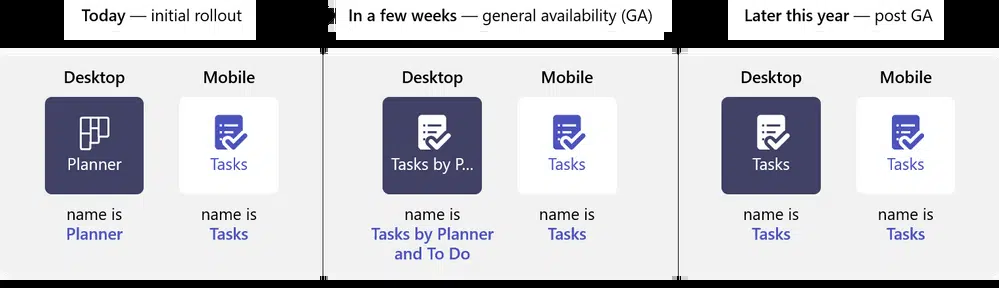 Today — initial rollout
In a few weeks — general availability (GA)
Later this year — post GA
Desktop
Mobile
Planner
Tasks
name is
Planner
name is
Tasks
Desktop
Mobile
Tasks by P...
Tasks
name is
Tasks by Planner
and To Do
name is
Tasks
Desktop
Mobile
Tasks
Tasks
name is
Tasks
name is
Tasks